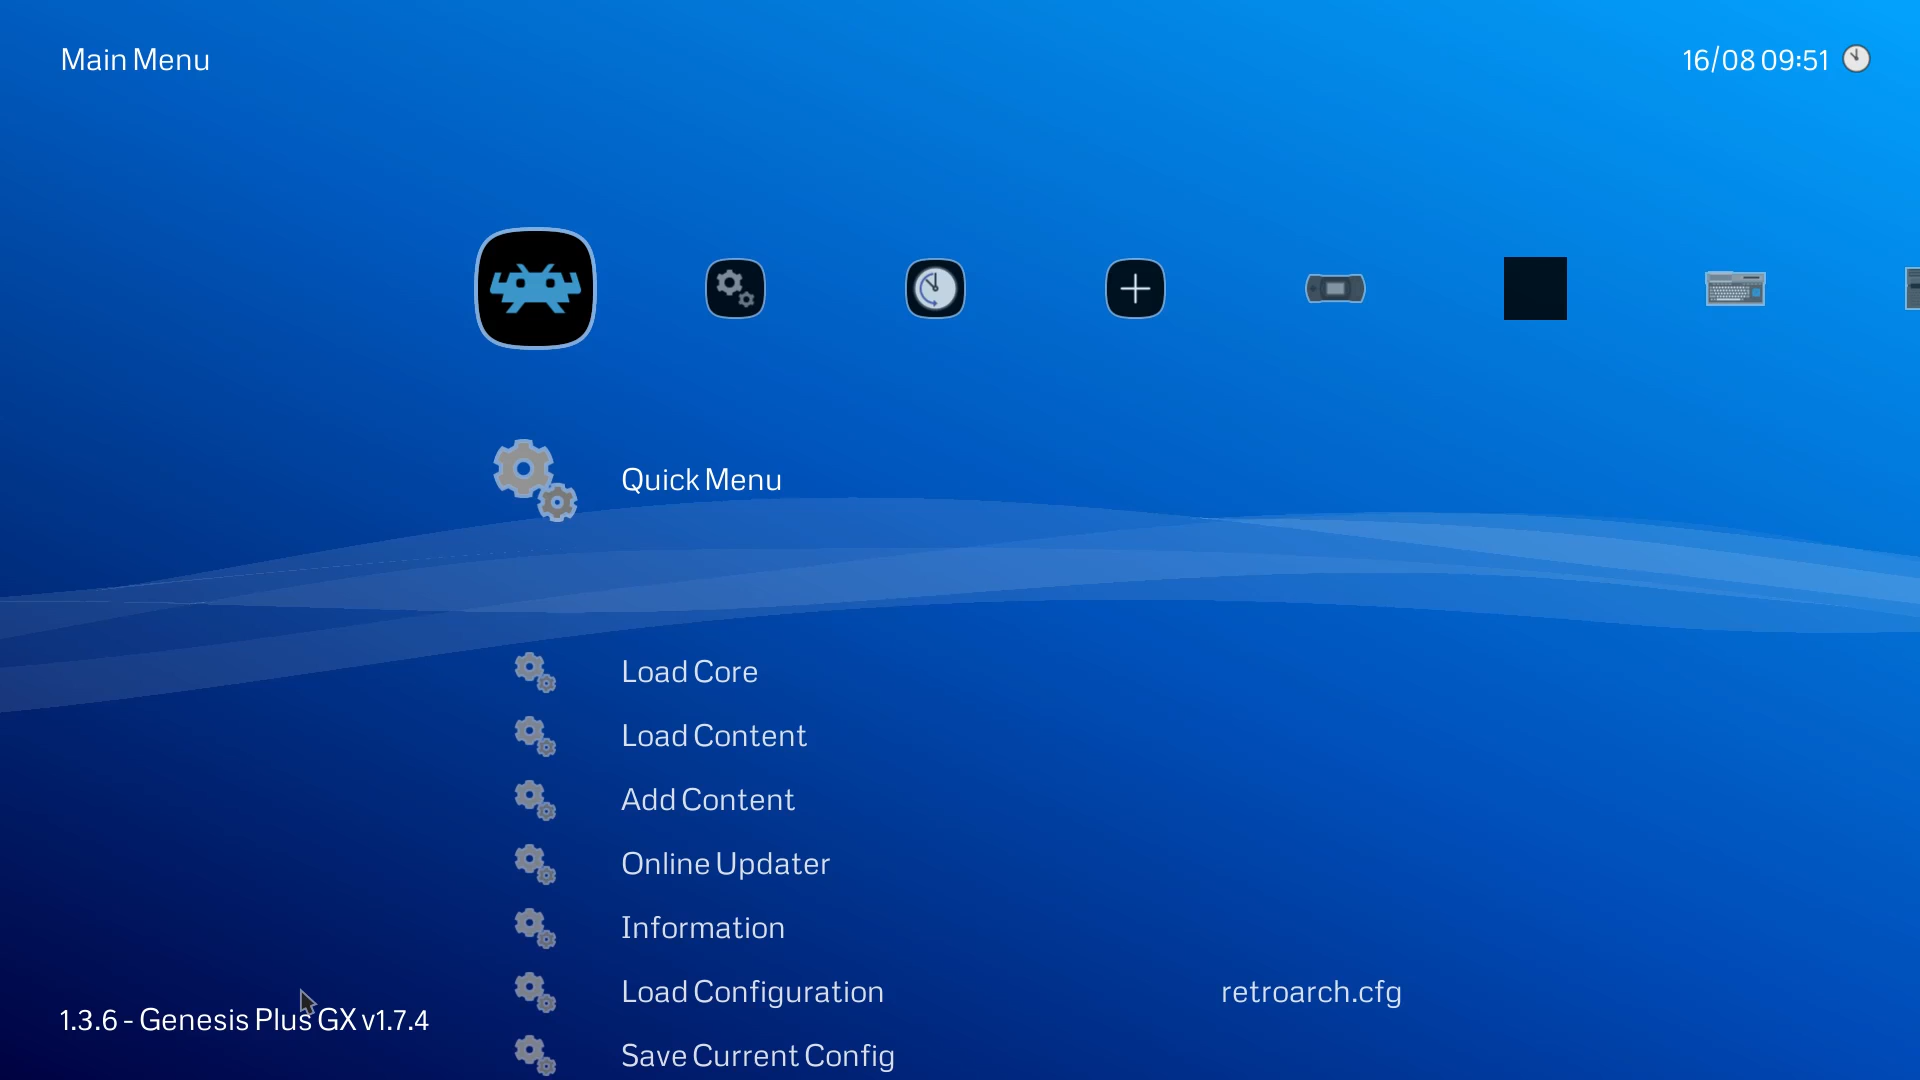 Main Menu
16/08 09:51
Quick Menu
Load Core
Load Content
Add Content
Online Updater
Information
Load Configuration retroarch.cfg
1.3.6 - Genesis Plus GX v1.7.4
Save Current Config